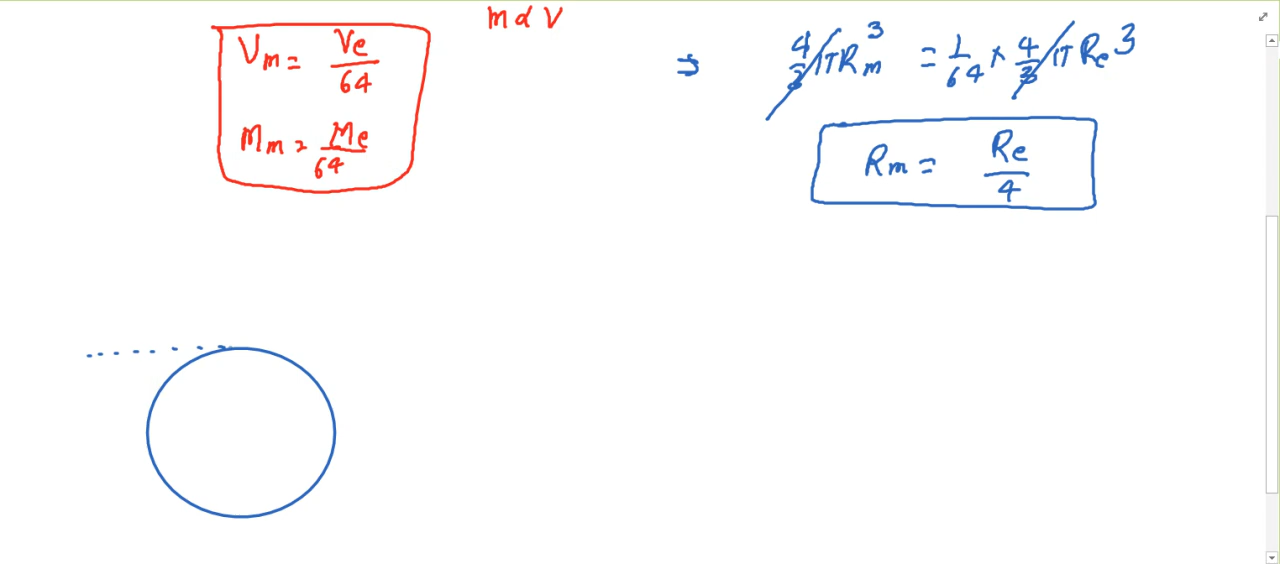 m α V
Vm = Ve/64
Mm = Me/64
⇒ 4/3 πRm³ = 1/64 × 4/3 πRe³
Rm = Re/4